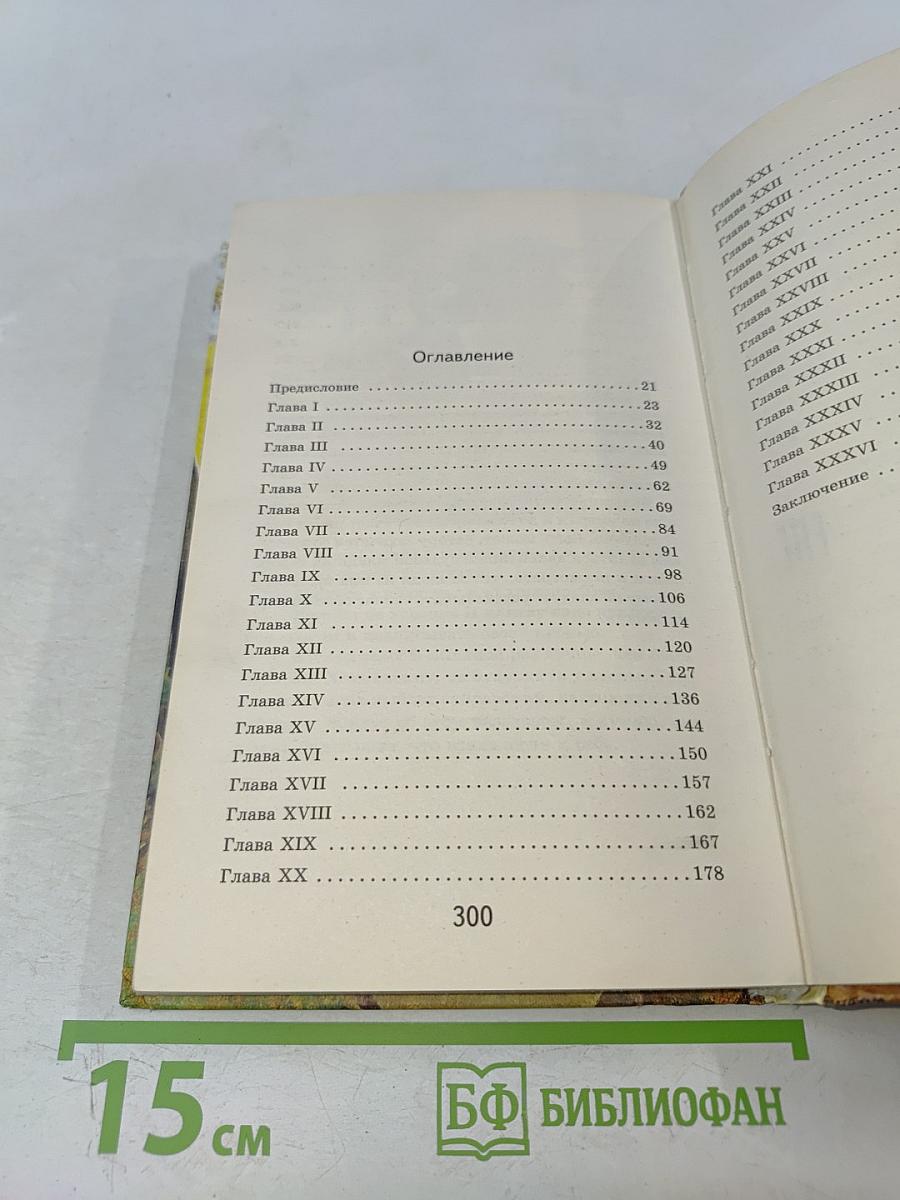 Оглавление
Предисловие ........................................21
Глава I ........................................23
Глава II ........................................32
Глава III ........................................40
Глава IV ........................................49
Глава V ........................................62
Глава VI ........................................69
Глава VII ........................................84
Глава VIII ........................................91
Глава IX ........................................98
Глава X ........................................106
Глава XI ........................................114
Глава XII ........................................120
Глава XIII ........................................127
Глава XIV ........................................136
Глава XV ........................................144
Глава XVI ........................................150
Глава XVII ........................................157
Глава XVIII ........................................162
Глава XIX ........................................167
Глава XX ........................................178
300
Глава XXI ..........
Глава XXII ..........
Глава XXIII ..........
Глава XXIV ..........
Глава XXV ..........
Глава XXVI ..........
Глава XXVII ..........
Глава XXVIII ..........
Глава XXIX ..........
Глава XXX ..........
Глава XXXI ..........
Глава XXXII ..........
Глава XXXIII ..........
Глава XXXIV ..........
Глава XXXV ..........
Глава XXXVI ..........
Заключение ..........
15 см
БФ БИБЛИОФАН